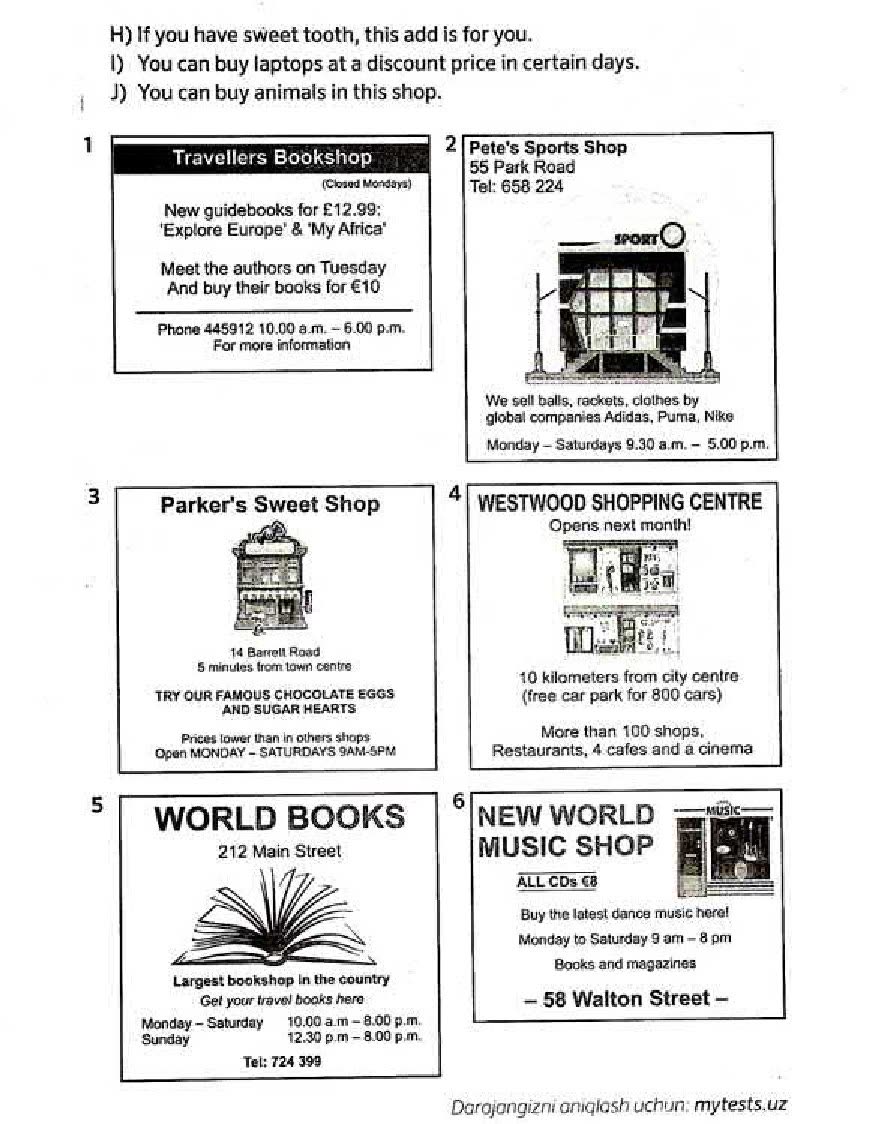 H) If you have sweet tooth, this add is for you.
I) You can buy laptops at a discount price in certain days.
J) You can buy animals in this shop.
1
Travellers Bookshop
(Closed Mondays)
New guidebooks for £12.99:
'Explore Europe' & 'My Africa'
Meet the authors on Tuesday
And buy their books for €10
Phone 445912 10.00 a.m. – 6.00 p.m.
For more information
2
Pete's Sports Shop
55 Park Road
Tel: 658 224
SPORT
We sell balls, rackets, clothes by
global companies Adidas, Puma, Nike
Monday – Saturdays 9.30 a.m. – 5.00 p.m.
3
Parker's Sweet Shop
14 Barrett Road
5 minutes from town centre
TRY OUR FAMOUS CHOCOLATE EGGS
AND SUGAR HEARTS
Prices lower than in others shops
Open MONDAY – SATURDAYS 9AM-5PM
4
WESTWOOD SHOPPING CENTRE
Opens next month!
10 kilometers from city centre
(free car park for 800 cars)
More than 100 shops,
Restaurants, 4 cafes and a cinema
5
WORLD BOOKS
212 Main Street
Largest bookshop in the country
Get your travel books here
Monday – Saturday 10.00 a.m – 8.00 p.m.
Sunday 12.30 p.m – 8.00 p.m.
Tel: 724 399
6
NEW WORLD
MUSIC SHOP
MUSIC
ALL CDs €8
Buy the latest dance music here!
Monday to Saturday 9 am – 8 pm
Books and magazines
– 58 Walton Street –
Darajangizni aniqlash uchun: mytests.uz